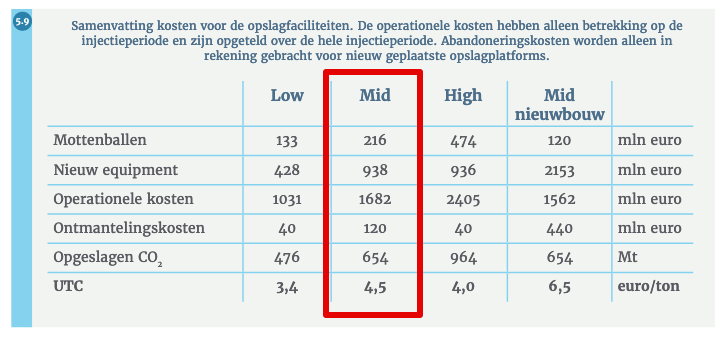 5.9
Samenvatting kosten voor de opslagfaciliteiten. De operationele kosten hebben alleen betrekking op de
injectieperiode en zijn opgeteld over de hele injectieperiode. Abandoneringskosten worden alleen in
rekening gebracht voor nieuw geplaatste opslagplatforms.
Low Mid High Mid
nieuwbouw
Mottenballen 133 216 474 120 mln euro
Nieuw equipment 428 938 936 2153 mln euro
Operationele kosten 1031 1682 2405 1562 mln euro
Ontmantelingskosten 40 120 40 440 mln euro
Opgeslagen CO₂ 476 654 964 654 Mt
UTC 3,4 4,5 4,0 6,5 euro/ton